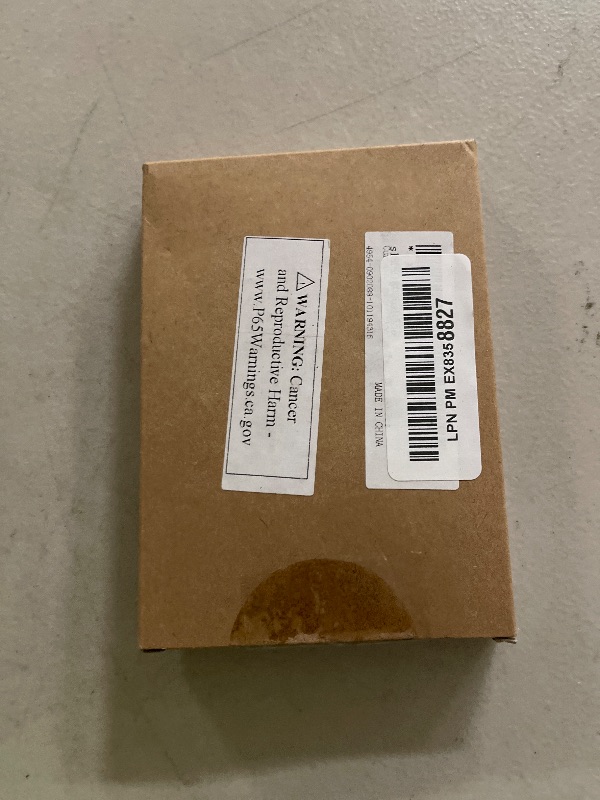 ⚠WARNING: Cancer
and Reproductive Harm -
www.P65Warnings.ca.gov
MADE IN CHINA
LPN PM EX8358827